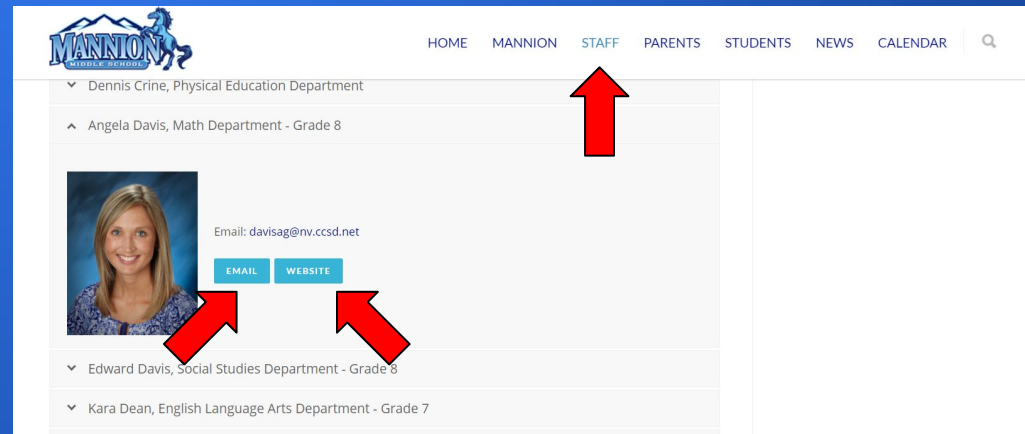 MANNION
MIDDLE SCHOOL
HOME MANNION STAFF PARENTS STUDENTS NEWS CALENDAR
Dennis Crine, Physical Education Department
Angela Davis, Math Department - Grade 8
Email: davisag@nv.ccsd.net
EMAIL WEBSITE
Edward Davis, Social Studies Department - Grade 8
Kara Dean, English Language Arts Department - Grade 7